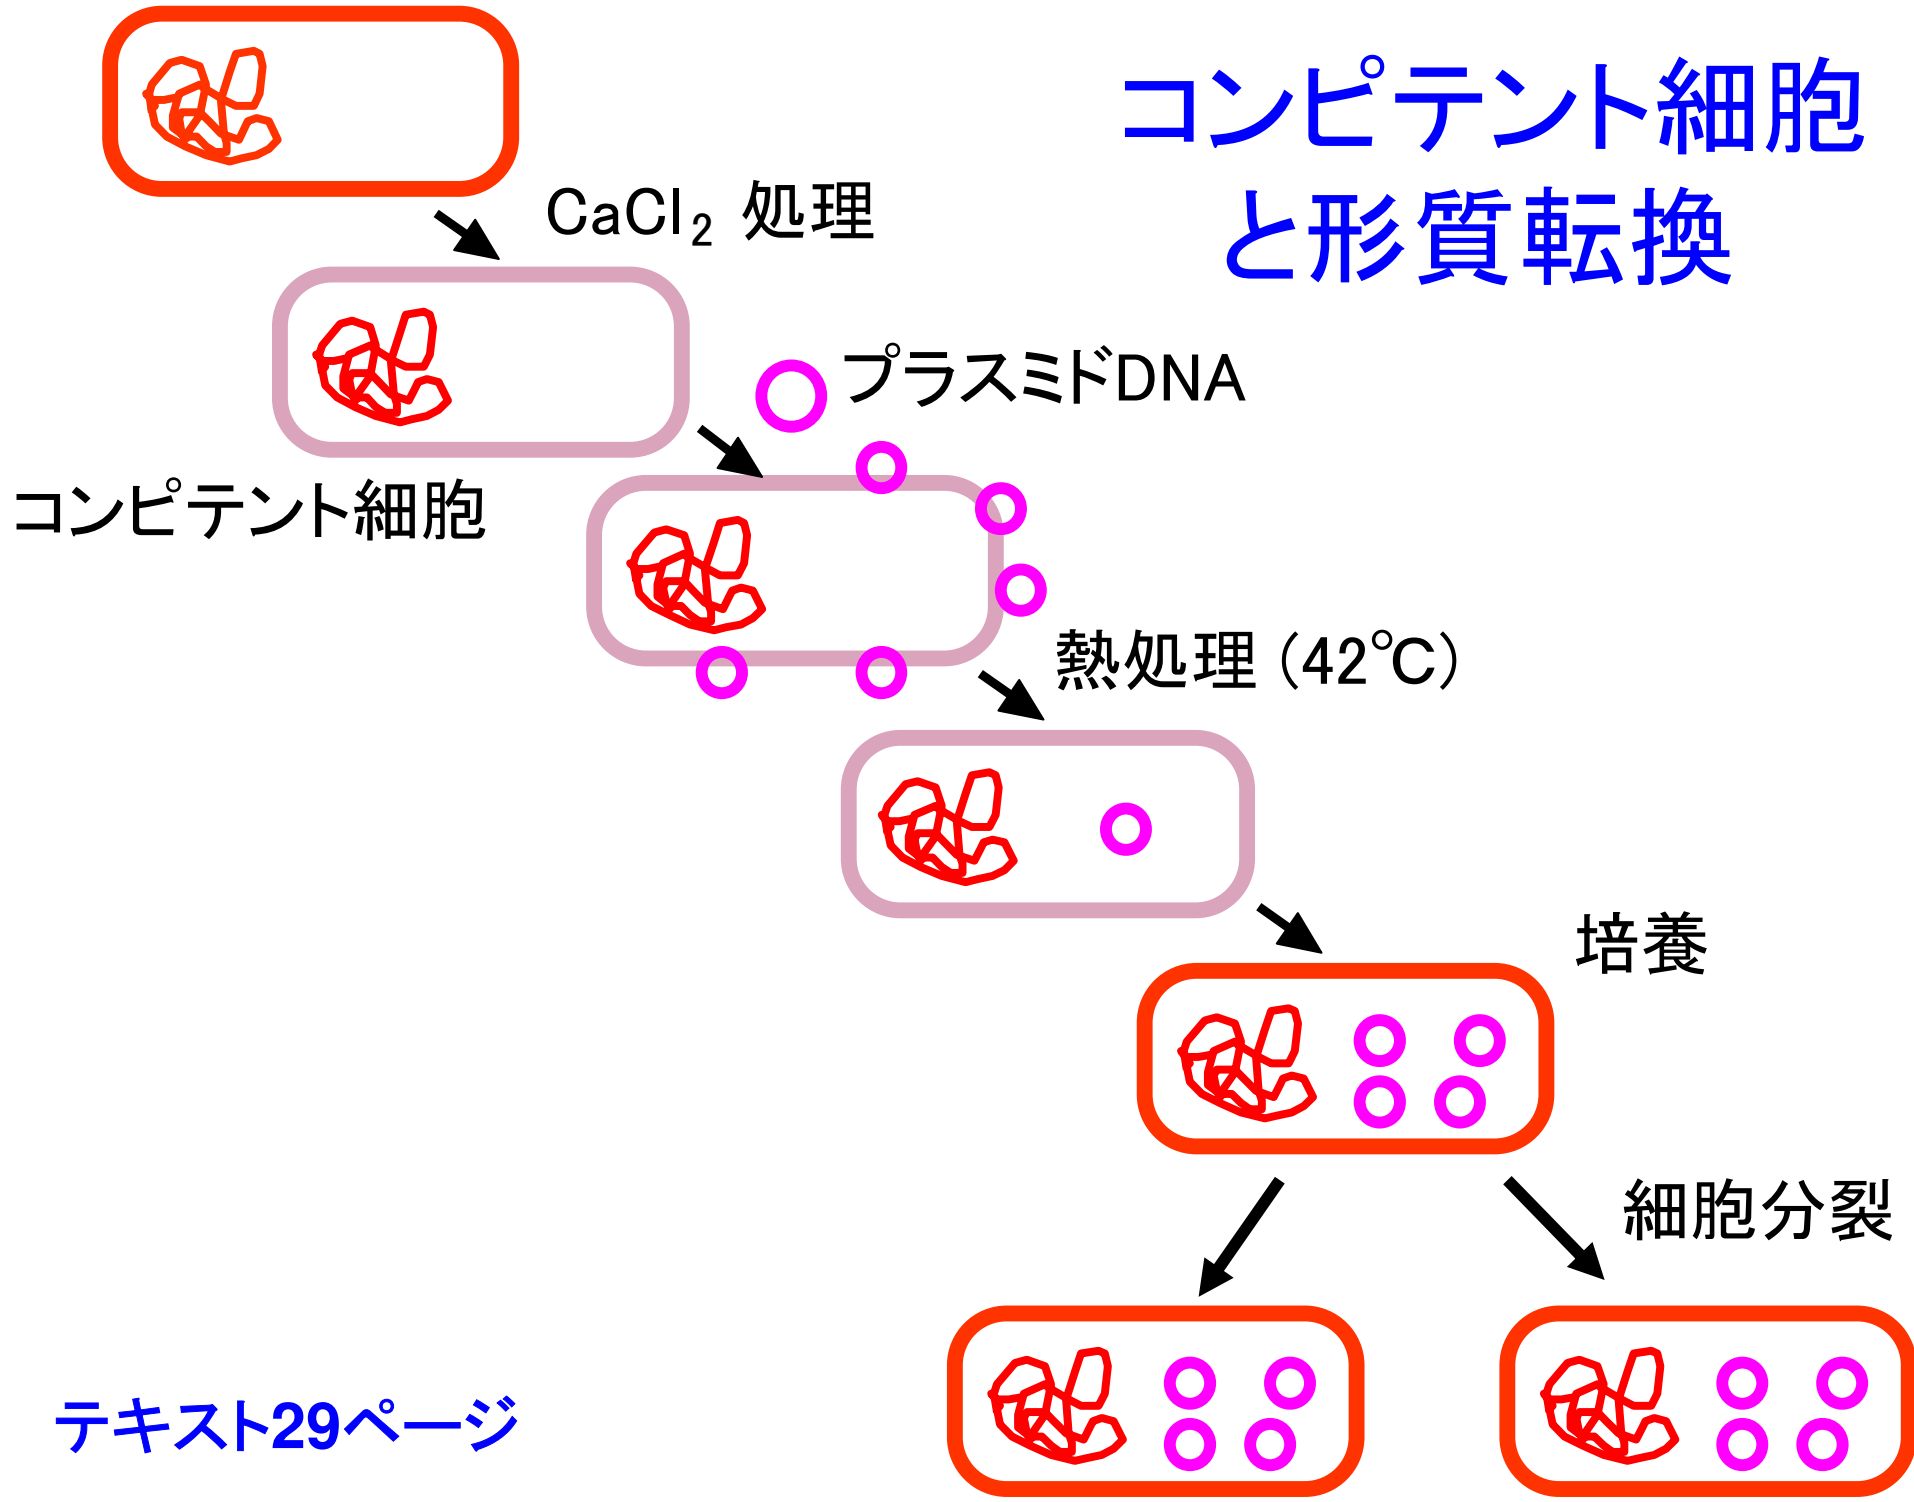 コンピテント細胞
と形質転換
CaCl₂ 処理
プラスミドDNA
コンピテント細胞
熱処理(42℃)
培養
細胞分裂
テキスト29ページ